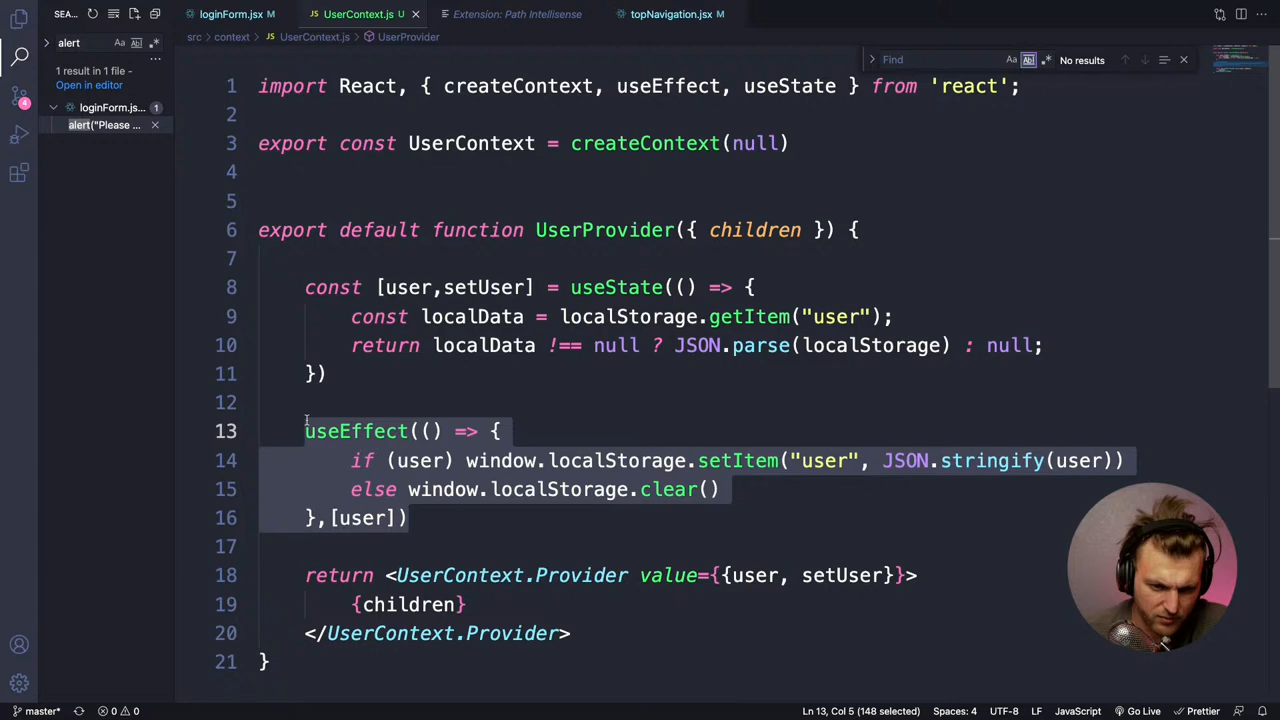 loginForm.jsx M
UserContext.js U
Extension: Path Intellisense
topNavigation.jsx M
SEA...
src > context > UserContext.js > UserProvider
alert
Aa ab
Find
Aa ab
No results
1 result in 1 file -
Open in editor
loginForm.js... 1
alert("Please ...
4
1 import React, { createContext, useEffect, useState } from 'react';
2
3 export const UserContext = createContext(null)
4
5
6 export default function UserProvider({ children }) {
7
8 const [user,setUser] = useState(() => {
9 const localData = localStorage.getItem("user");
10 return localData !== null ? JSON.parse(localStorage) : null;
11 })
12
13 useEffect(() => {
14 if (user) window.localStorage.setItem("user", JSON.stringify(user))
15 else window.localStorage.clear()
16 },[user])
17
18 return <UserContext.Provider value={{user, setUser}}>
19 {children}
20 </UserContext.Provider>
21 }
master* 0 0
Ln 13, Col 5 (148 selected) Spaces: 4 UTF-8 LF JavaScript Go Live Prettier